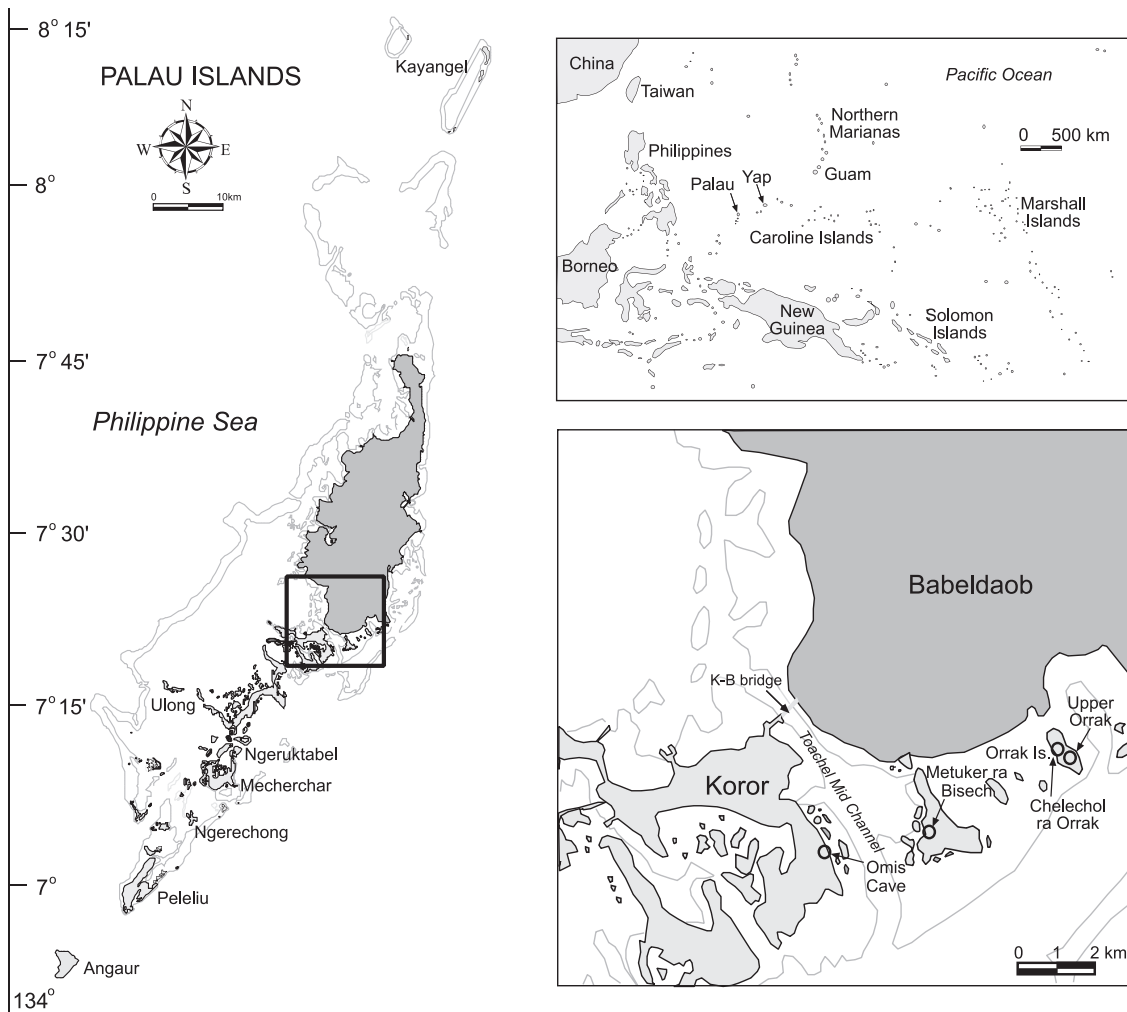 8° 15'
Kayangel
PALAU ISLANDS
N
W E
S
0 10km
8°
7° 45'
Philippine Sea
7° 30'
7° 15'
Ulong
Ngeruktabel
Mecherchar
Ngerechong
7°
Peleliu
Angaur
134°
China
Pacific Ocean
Taiwan
Northern
Marianas
0 500 km
Philippines
Guam
Palau
Yap
Marshall
Islands
Caroline Islands
Borneo
New
Guinea
Solomon
Islands
Babeldaob
K-B bridge
Toachel Mid Channel
Upper
Orrak
Orrak Is.
Koror
Metuker ra
Bisech
Chelechol
ra Orrak
Omis
Cave
0 1 2 km